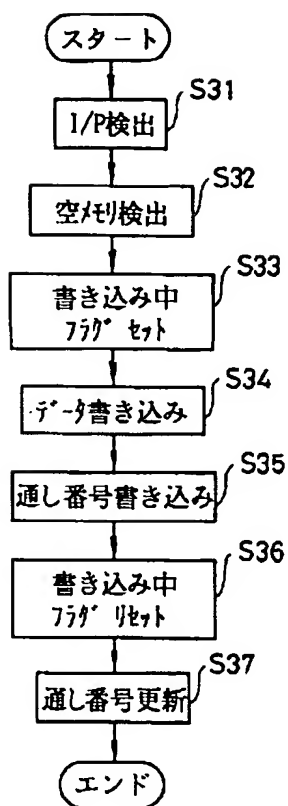 スタート
S31
I/P検出
S32
空メモリ検出
S33
書き込み中
フラグ セット
S34
データ書き込み
S35
通し番号書き込み
S36
書き込み中
フラグ リセット
S37
通し番号更新
エンド